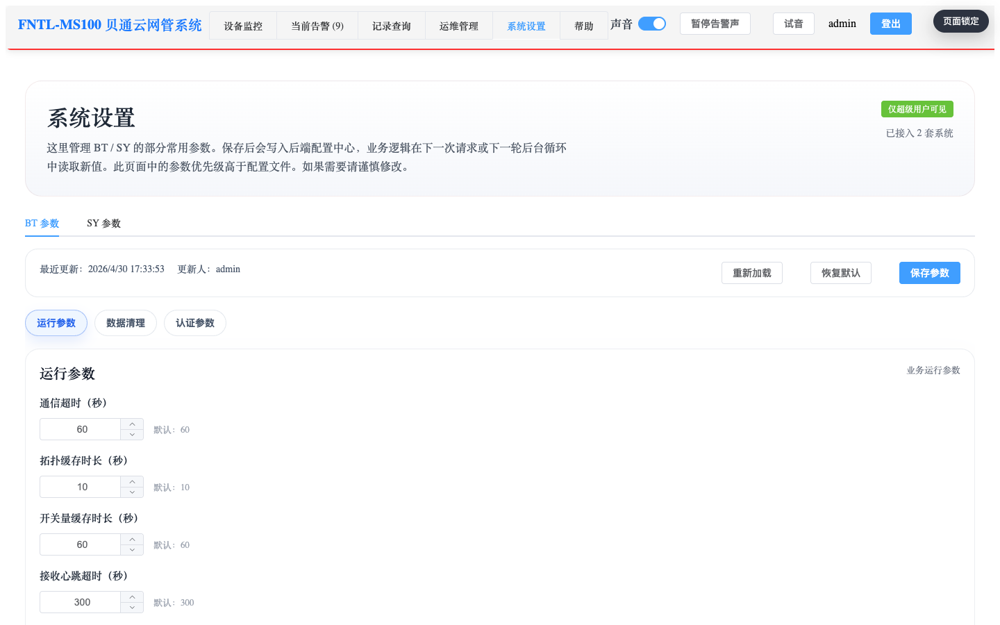 FNTL-MS100 贝通云网管系统
设备监控
当前告警 (9)
记录查询
运维管理
系统设置
帮助
声音
暂停告警声
试音
admin
登出
页面锁定
系统设置
仅超级用户可见
已接入 2 套系统
这里管理 BT / SY 的部分常用参数。保存后会写入后端配置中心，业务逻辑在下一次请求或下一轮后台循环
中读取新值。此页面中的参数优先级高于配置文件。如果需要请谨慎修改。
BT 参数
SY 参数
最近更新：2026/4/30 17:33:53
更新人：admin
重新加载
恢复默认
保存参数
运行参数
数据清理
认证参数
运行参数
业务运行参数
通信超时（秒）
60
默认：60
拓扑缓存时长（秒）
10
默认：10
开关量缓存时长（秒）
60
默认：60
接收心跳超时（秒）
300
默认：300